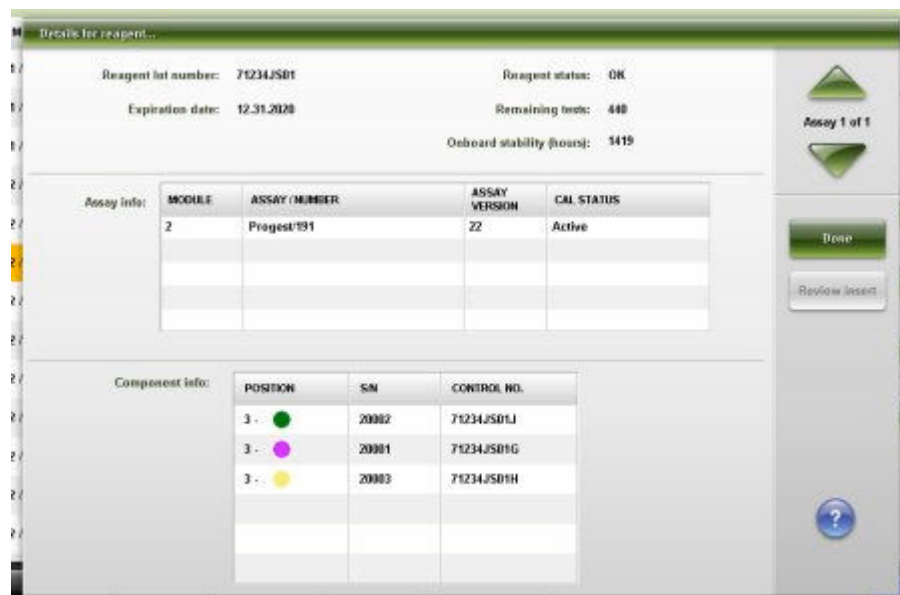 Details for reagent...
Reagent lot number: 71234JS01 Reagent status: OK
Expiration date: 12.31.2020 Remaining tests: 440
Onboard stability (hours): 1419
Assay 1 of 1
Assay info:
MODULE ASSAY / NUMBER ASSAY VERSION CAL STATUS
2 Progest/191 22 Active
Done
Review Insert
Component info:
POSITION S/N CONTROL NO.
3 - 20002 71234JS01J
3 - 20001 71234JS01G
3 - 20003 71234JS01H
?